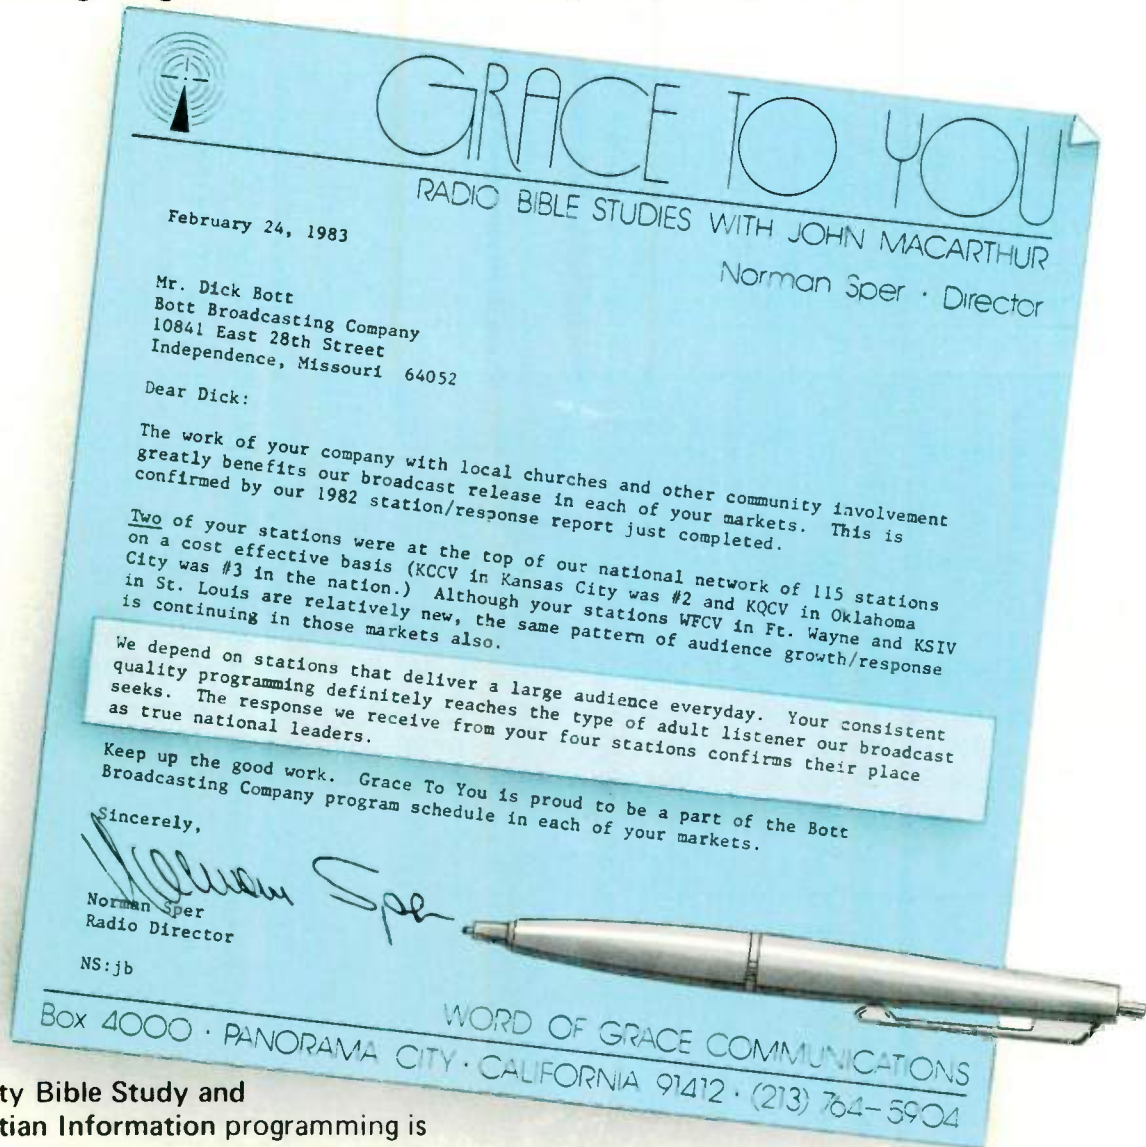 GRACE TO YOU
RADIO BIBLE STUDIES WITH JOHN MACARTHUR
Norman Sper · Director
February 24, 1983
Mr. Dick Bott
Bott Broadcasting Company
10841 East 28th Street
Independence, Missouri 64052
Dear Dick:
The work of your company with local churches and other community involvement
greatly benefits our broadcast release in each of your markets. This is
confirmed by our 1982 station/response report just completed.
Two of your stations were at the top of our national network of 115 stations
on a cost effective basis (KCCV in Kansas City was #2 and KQCV in Oklahoma
City was #3 in the nation.) Although your stations WFCV in Ft. Wayne and KSIV
in St. Louis are relatively new, the same pattern of audience growth/response
is continuing in those markets also.
We depend on stations that deliver a large audience everyday. Your consistent
quality programming definitely reaches the type of adult listener our broadcast
seeks. The response we receive from your four stations confirms their place
as true national leaders.
Keep up the good work. Grace To You is proud to be a part of the Bott
Broadcasting Company program schedule in each of your markets.
Sincerely,
Norman Sper
Norman Sper
Radio Director
NS:jb
WORD OF GRACE COMMUNICATIONS
Box 4000 · PANORAMA CITY · CALIFORNIA 91412 · (213) 764-5904
ty Bible Study and
tian Information programming is